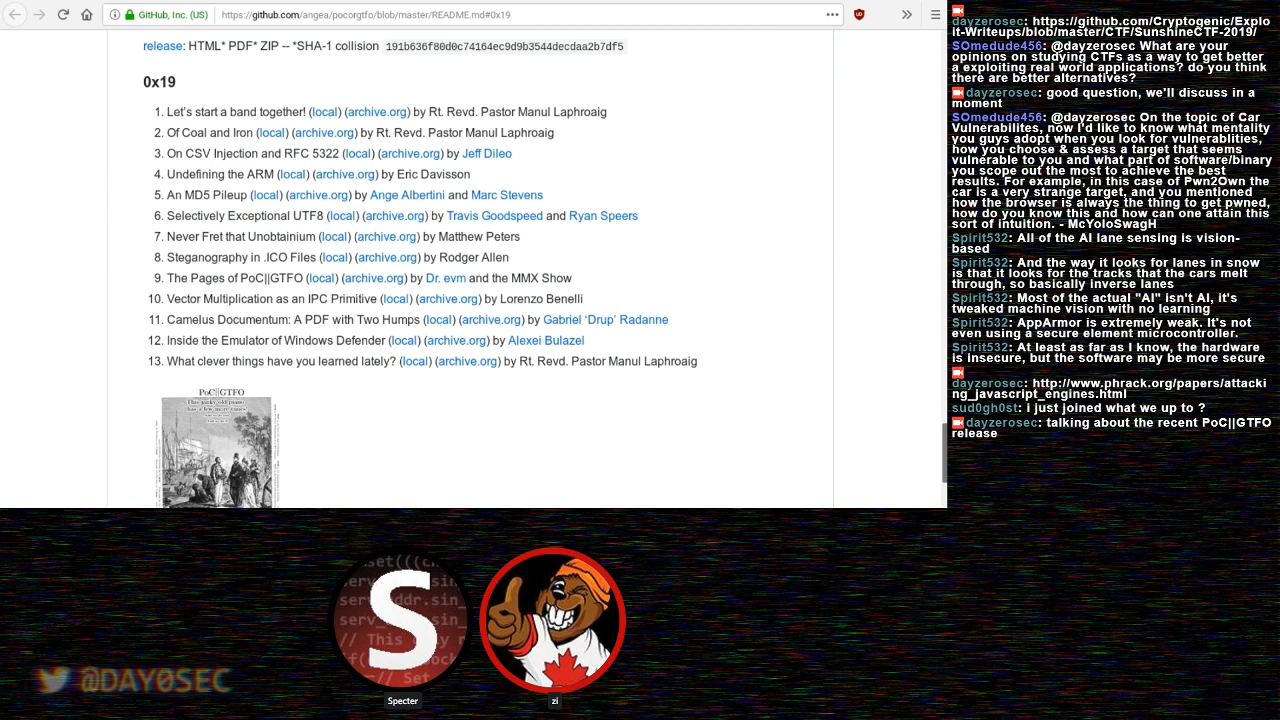 GitHub, Inc. (US)
https://github.com/angea/pocorgtfo/blob/master/README.md#0x19
release: HTML* PDF* ZIP -- *SHA-1 collision 191b636f80d0c74164ec9d9b3544decdaa2b7df5
0x19
1. Let's start a band together! (local) (archive.org) by Rt. Revd. Pastor Manul Laphroaig
2. Of Coal and Iron (local) (archive.org) by Rt. Revd. Pastor Manul Laphroaig
3. On CSV Injection and RFC 5322 (local) (archive.org) by Jeff Dileo
4. Undefining the ARM (local) (archive.org) by Eric Davisson
5. An MD5 Pileup (local) (archive.org) by Ange Albertini and Marc Stevens
6. Selectively Exceptional UTF8 (local) (archive.org) by Travis Goodspeed and Ryan Speers
7. Never Fret that Unobtainium (local) (archive.org) by Matthew Peters
8. Steganography in .ICO Files (local) (archive.org) by Rodger Allen
9. The Pages of PoC||GTFO (local) (archive.org) by Dr. evm and the MMX Show
10. Vector Multiplication as an IPC Primitive (local) (archive.org) by Lorenzo Benelli
11. Camelus Documentum: A PDF with Two Humps (local) (archive.org) by Gabriel ‘Drup’ Radanne
12. Inside the Emulator of Windows Defender (local) (archive.org) by Alexei Bulazel
13. What clever things have you learned lately? (local) (archive.org) by Rt. Revd. Pastor Manul Laphroaig
PoC||GTFO
This ganky old piano
has a few more tunes
dayzerosec: https://github.com/Cryptogenic/Explo
it-Writeups/blob/master/CTF/SunshineCTF-2019/
SOmedude456: @dayzerosec What are your
opinions on studying CTFs as a way to get better
a exploiting real world applications? do you think
there are better alternatives?
dayzerosec: good question, we'll discuss in a
moment
SOmedude456: @dayzerosec On the topic of Car
Vulnerabilites, now I'd like to know what mentality
you guys adopt when you look for vulnerabilities,
how you choose & assess a target that seems
vulnerable to you and what part of software/binary
you scope out the most to achieve the best
results. For example, in this case of Pwn2Own the
car is a very strange target, and you mentioned
how the browser is always the thing to get pwned,
how do you know this and how can one attain this
sort of intuition. - McYoloSwagH
Spirit532: All of the AI lane sensing is vision-
based
Spirit532: And the way it looks for lanes in snow
is that it looks for the tracks that the cars melt
through, so basically inverse lanes
Spirit532: Most of the actual "AI" isn't AI, it's
tweaked machine vision with no learning
Spirit532: AppArmor is extremely weak. It's not
even using a secure element microcontroller.
Spirit532: At least as far as I know, the hardware
is insecure, but the software may be more secure
dayzerosec: http://www.phrack.org/papers/attacki
ng_javascript_engines.html
sud0gh0st: i just joined what we up to ?
dayzerosec: talking about the recent PoC||GTFO
release
S
Specter
zi
@DAY0SEC